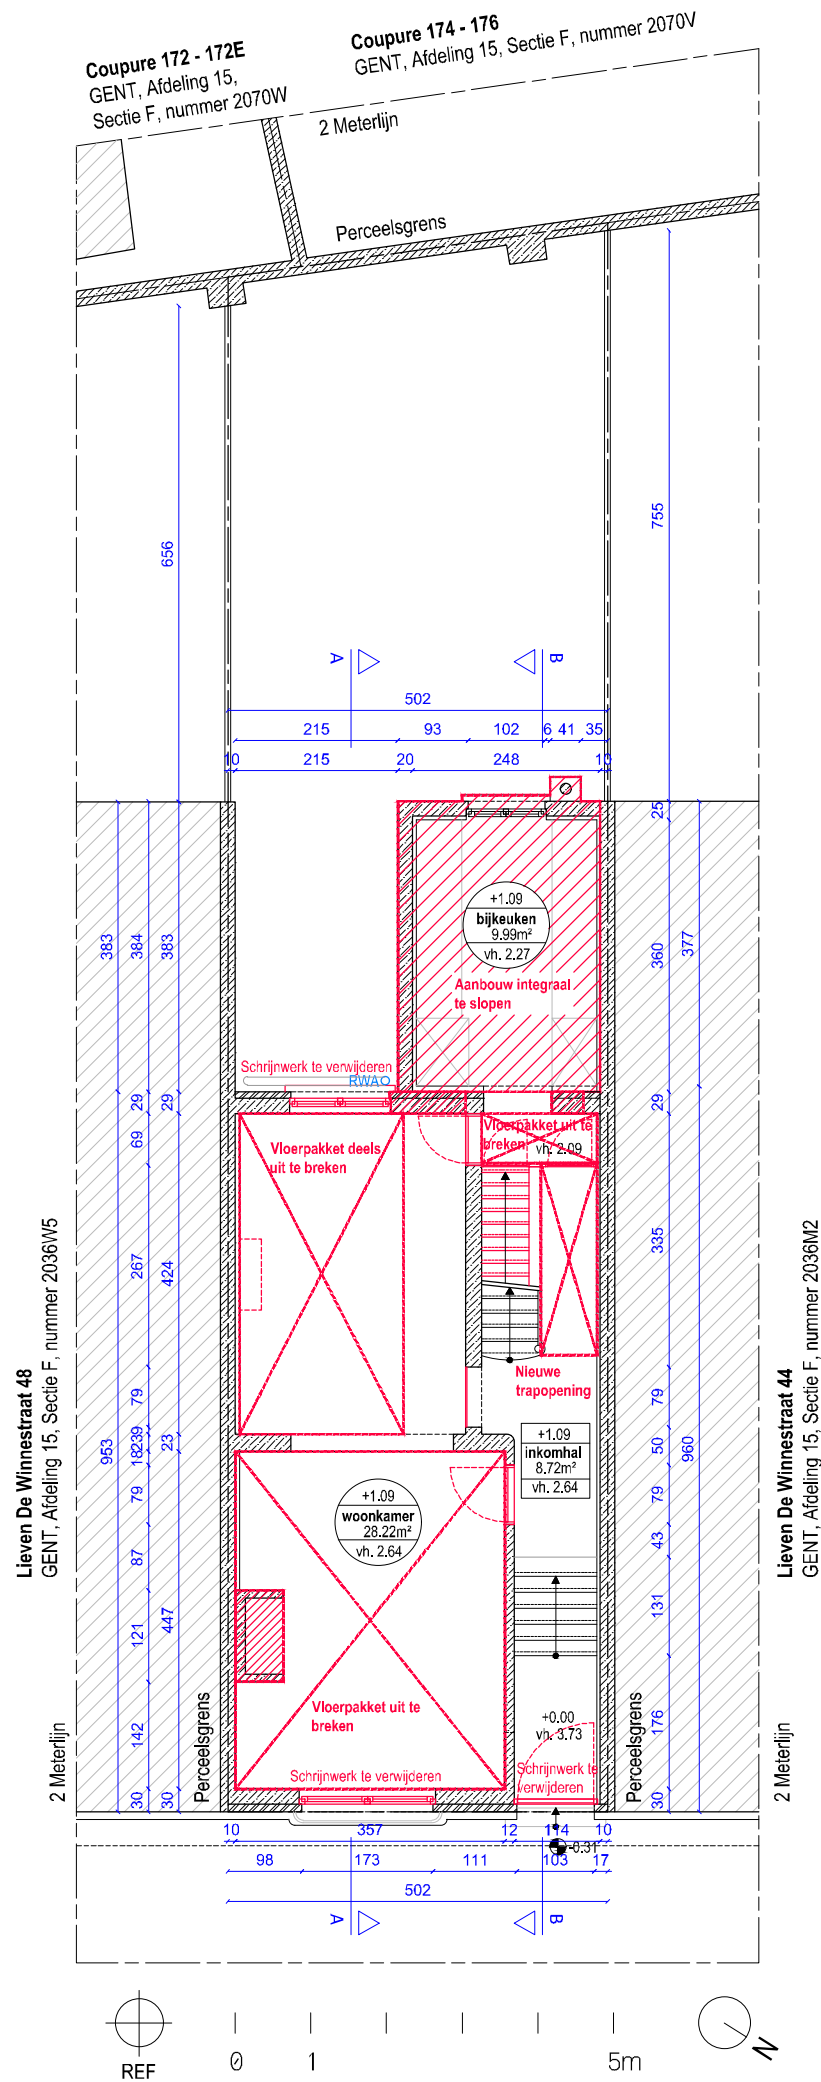 Coupure 172 - 172E
GENT, Afdeling 15,
Sectie F, nummer 2070W
Coupure 174 - 176
GENT, Afdeling 15, Sectie F, nummer 2070V
2 Meterlijn
Perceelsgrens
656
755
A
B
502
215
93
102
6
41
35
10
215
20
248
10
25
383
384
383
360
377
+1.09
bijkeuken
9.99m²
vh. 2.27
Aanbouw integraal
te slopen
Schrijnwerk te verwijderen
RWA
29
29
29
69
Vloerpakket deels
uit te breken
Vloerpakket uit te
breken
vh. 2.09
267
424
335
Lieven De Winnestraat 48
GENT, Afdeling 15, Sectie F, nummer 2036W5
Lieven De Winnestraat 44
GENT, Afdeling 15, Sectie F, nummer 2036M2
Nieuwe
trapopening
79
79
953
39
182
23
50
960
+1.09
inkomhal
8.72m²
vh. 2.64
79
79
+1.09
woonkamer
28.22m²
vh. 2.64
87
43
121
447
131
142
176
Vloerpakket uit te
breken
+0.00
vh. 3.73
Schrijnwerk te verwijderen
Schrijnwerk te
verwijderen
2 Meterlijn
Perceelsgrens
Perceelsgrens
2 Meterlijn
30
30
30
10
357
12
114
10
-0.31
98
173
111
103
17
502
A
B
REF
0
1
5m
N